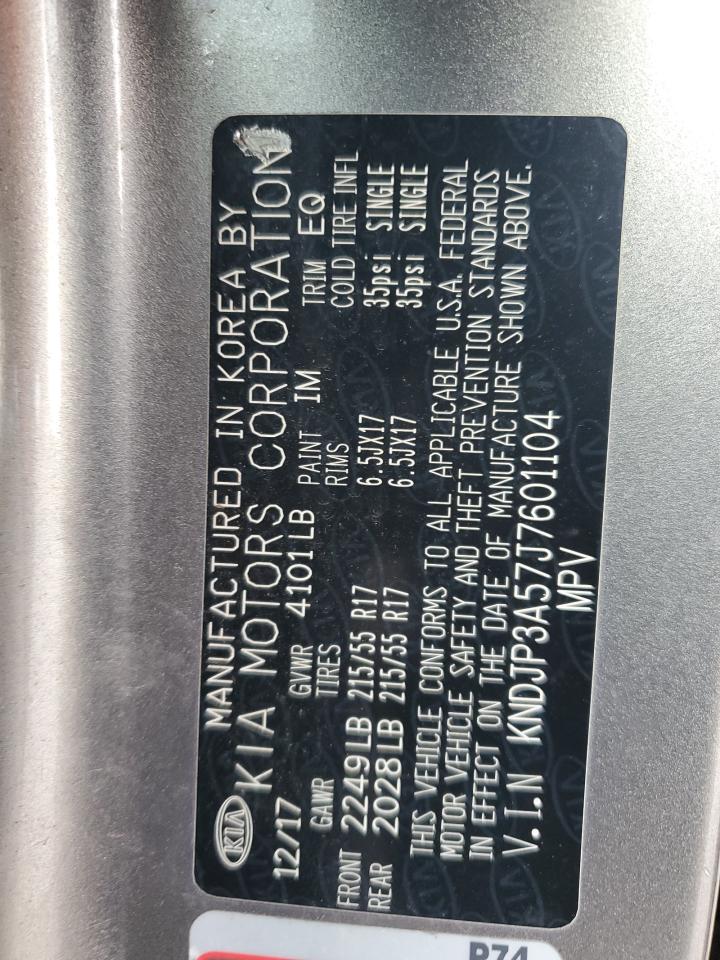 MANUFACTURED IN KOREA BY
KIA KIA MOTORS CORPORATION
12/17 GVWR 4101LB PAINT IM TRIM EQ
GAWR TIRES RIMS COLD TIRE INFL
FRONT 2249LB 215/55 R17 6.5JX17 35psi SINGLE
REAR 2028LB 215/55 R17 6.5JX17 35psi SINGLE
THIS VEHICLE CONFORMS TO ALL APPLICABLE U.S.A. FEDERAL
MOTOR VEHICLE SAFETY AND THEFT PREVENTION STANDARDS
IN EFFECT ON THE DATE OF MANUFACTURE SHOWN ABOVE.
V.I.N KNDJP3A57J7601104
MPV
P74